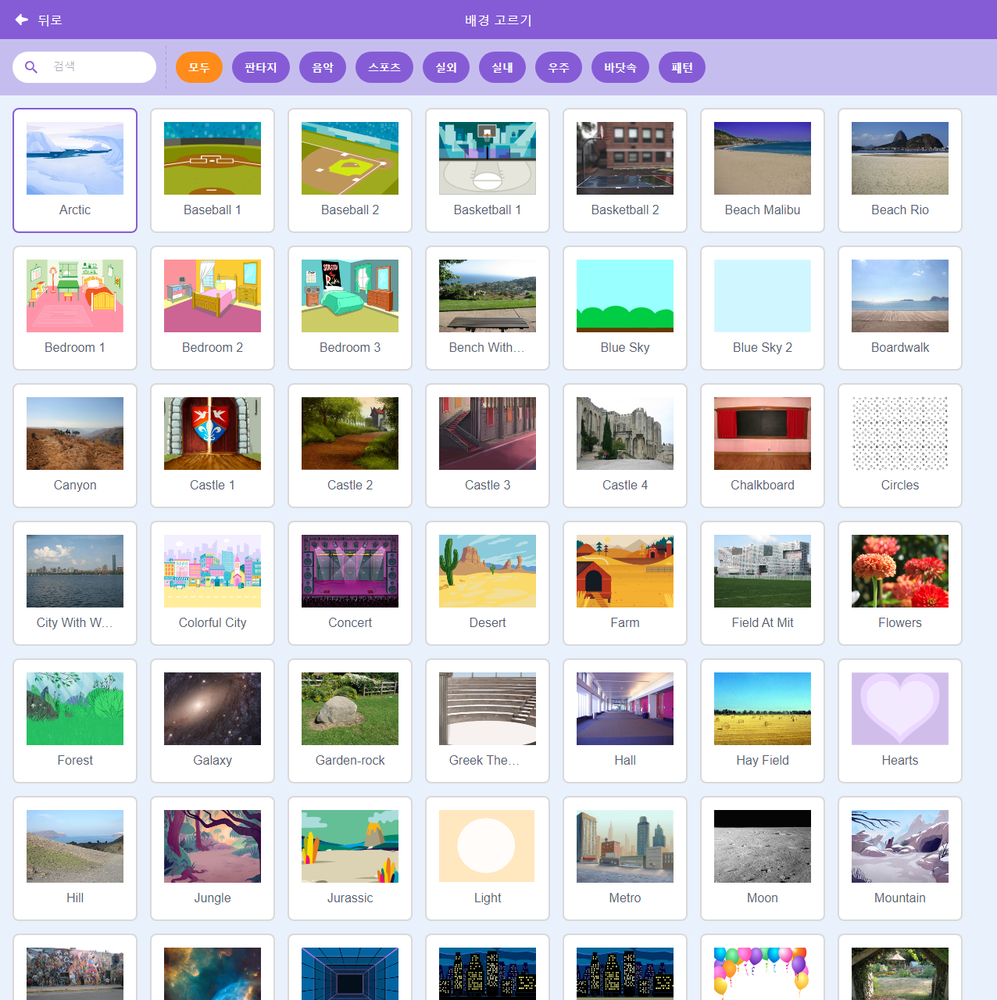 뒤로
배경 고르기
검색
모두 판타지 음악 스포츠 실외 실내 우주 바닷속 패턴
Arctic Baseball 1 Baseball 2 Basketball 1 Basketball 2 Beach Malibu Beach Rio
Bedroom 1 Bedroom 2 Bedroom 3 Bench With... Blue Sky Blue Sky 2 Boardwalk
Canyon Castle 1 Castle 2 Castle 3 Castle 4 Chalkboard Circles
City With W... Colorful City Concert Desert Farm Field At Mit Flowers
Forest Galaxy Garden-rock Greek The... Hall Hay Field Hearts
Hill Jungle Jurassic Light Metro Moon Mountain